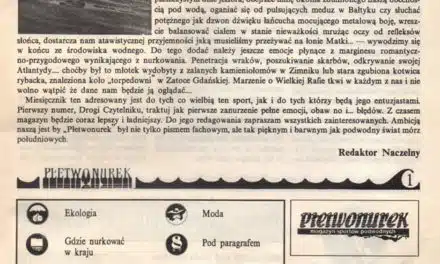 cią pod wodą, oganiać się od pulsujących meduz w Bałtyku czy słuchać
potężnego jak dzwon dźwięku łańcucha mocującego metalową boję, wresz-
cie balansować ciałem w stanie nieważkości mrużąc oczy od refleksów
słońca, dostarcza nam atawistycznej przyjemności jaką musieliśmy przeżywać na łonie Matki... — wywodzimy się
w końcu ze środowiska wodnego. Do tego dodać należy jeszcze emocje płynące z marginesu romantycz-
no-przygodowego wynikającego z nurkowania. Penetracja wraków, poszukiwanie skarbów, odkrywanie swojej
Atlantydy... choćby był to młotek wydobyty z zalanych kamieniołomów w Zimniku lub stara zgubiona kotwica
rybacka, znaleziona koło „torpedowni” w Zatoce Gdańskiej. Marzenie o Wielkiej Rafie tkwi w każdym z nas i nie
wolno wątpić że dane nam będzie ją oglądać...
Miesięcznik ten adresowany jest do tych co wielbią ten sport, jak i do tych którzy będą jego entuzjastami.
Pierwszy numer, Drogi Czytelniku, traktuj jak pierwsze zanurzenie pełne emocji, obaw no i... błędów. Z czasem
magazyn będzie coraz lepszy i ładniejszy. Do jego redagowania zapraszam wszystkich zainteresowanych. Ambicją
naszą jest by „Płetwonurek” był nie tylko pismem fachowym, ale tak pięknym i barwnym jak podwodny świat mórz
południowych.
Redaktor Naczelny
PŁETWONUREK
1
Ekologia
Moda
Gdzie nurkować
w kraju
Pod paragrafem
płetwonurek
magazyn sportów podwodnych